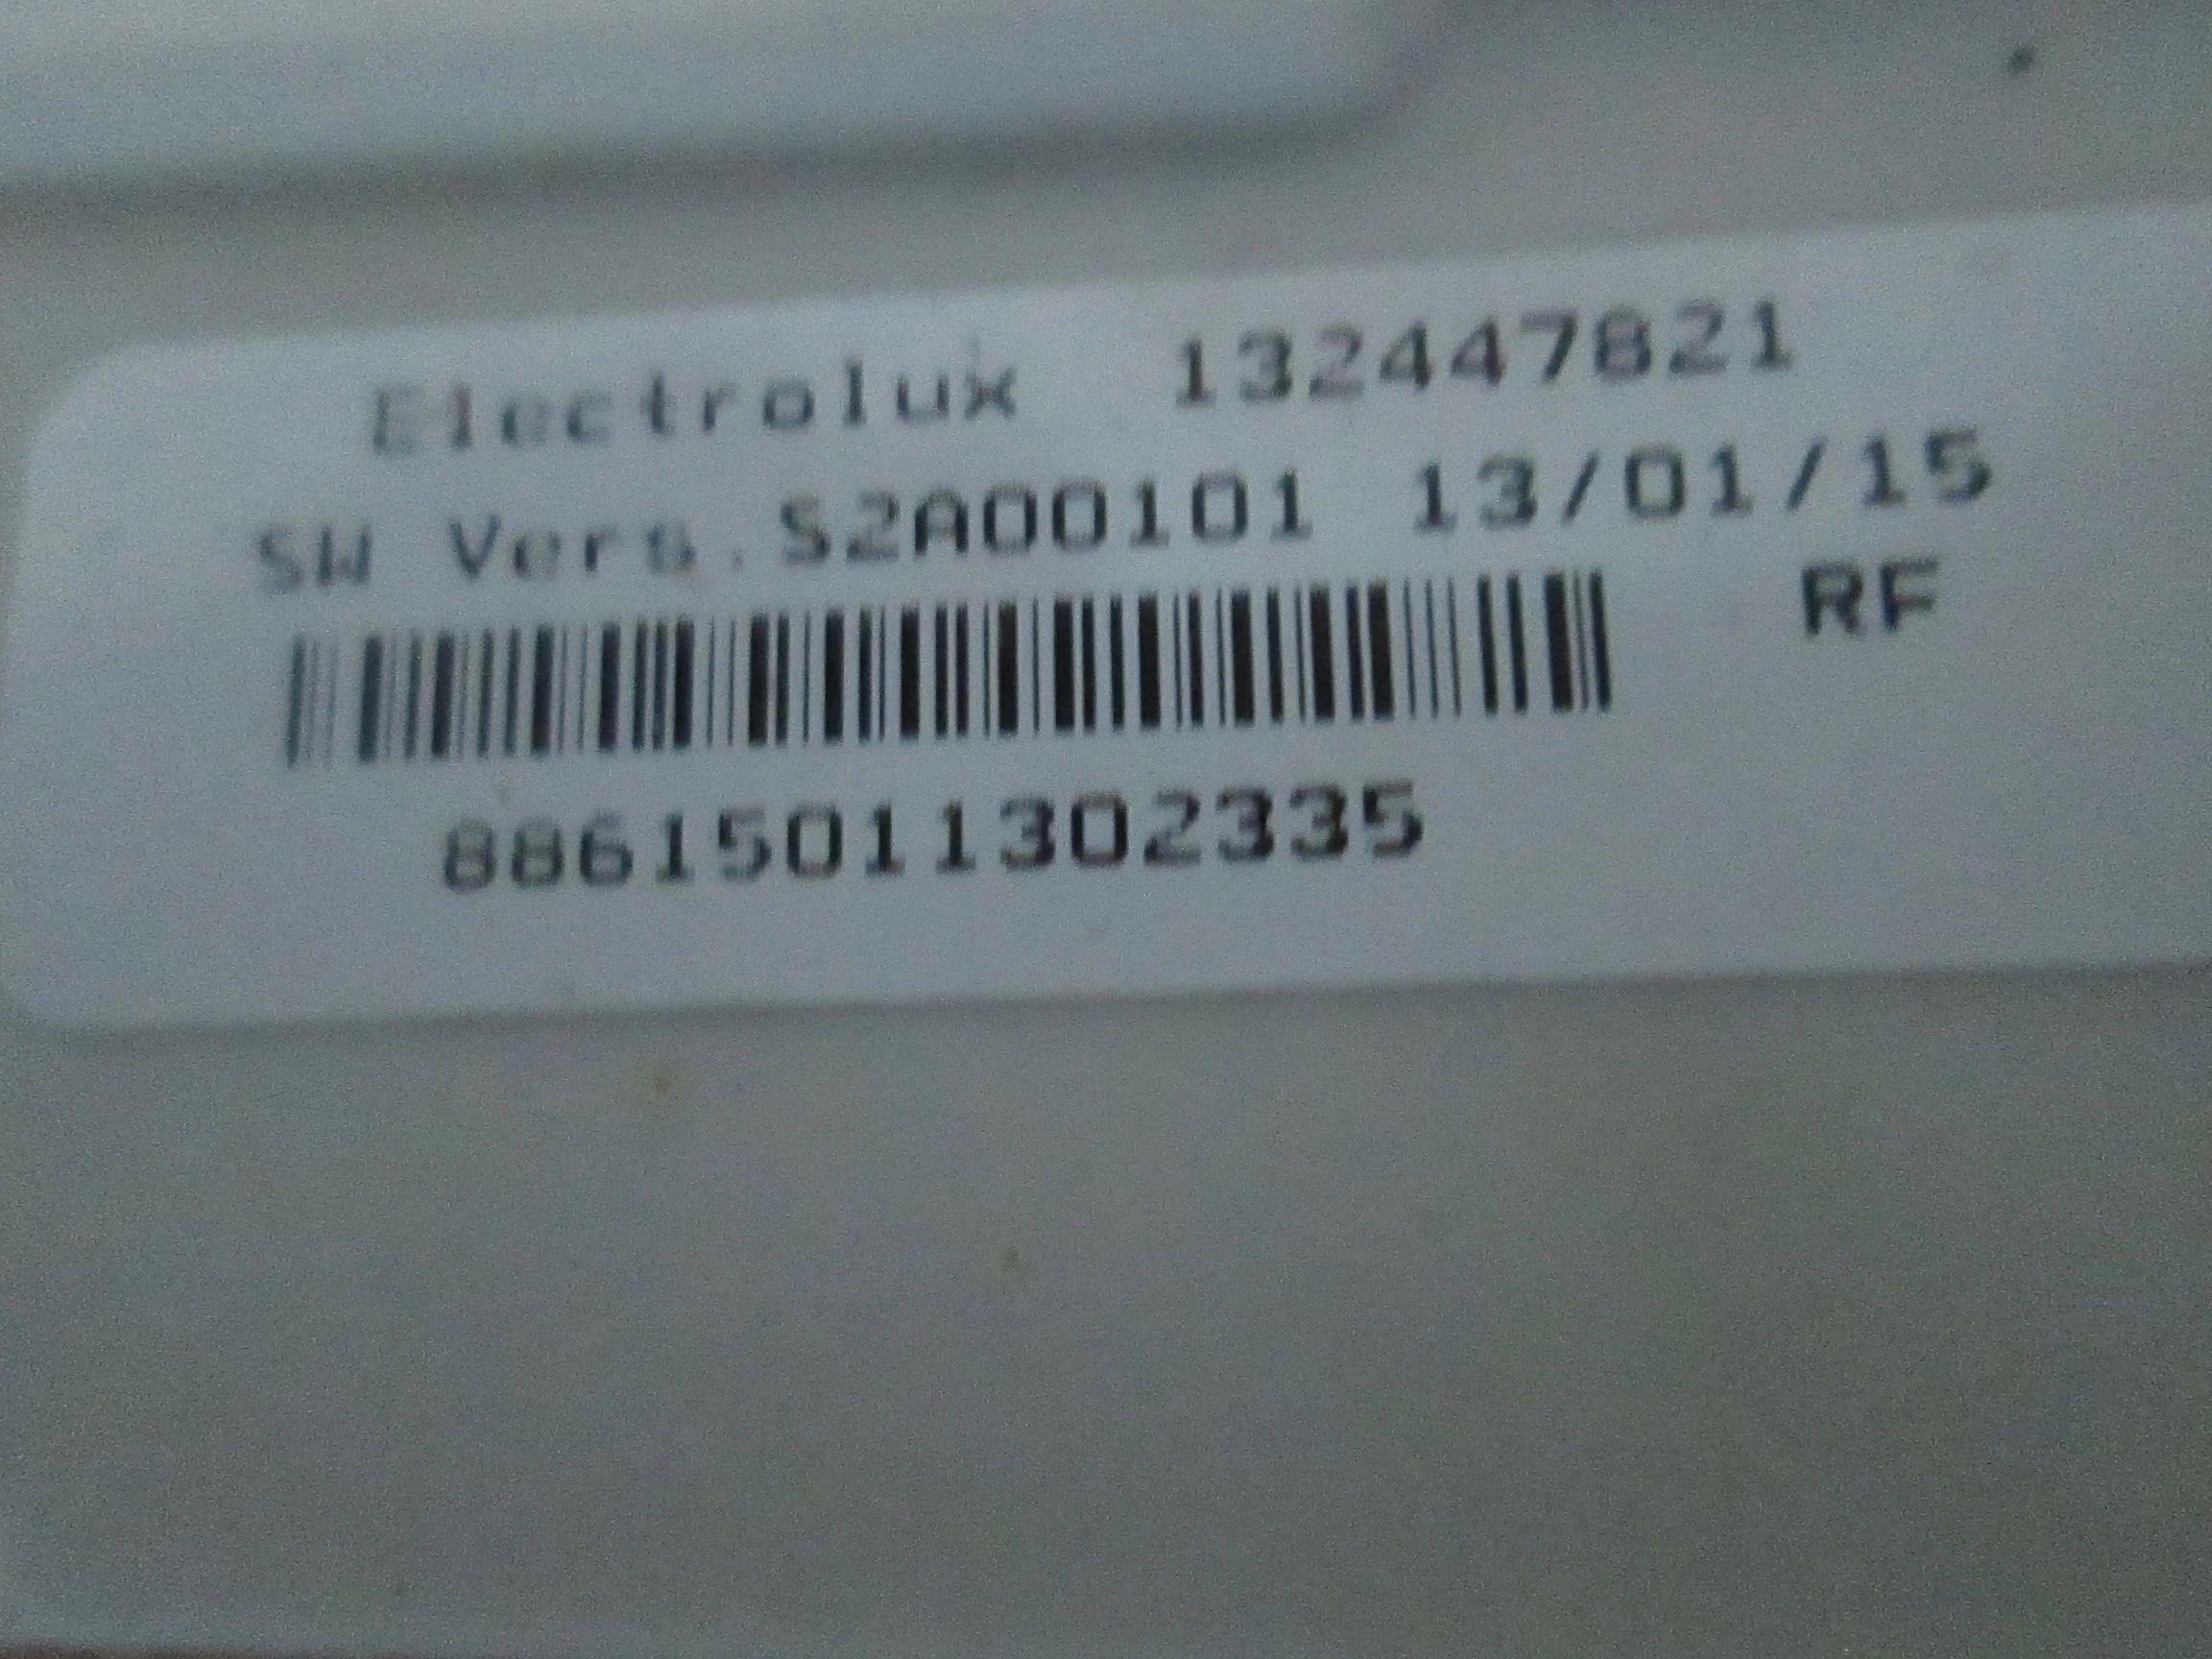 Electrolux 132447821
SW Vers.S2A00101 13/01/15
RF
88615011302335